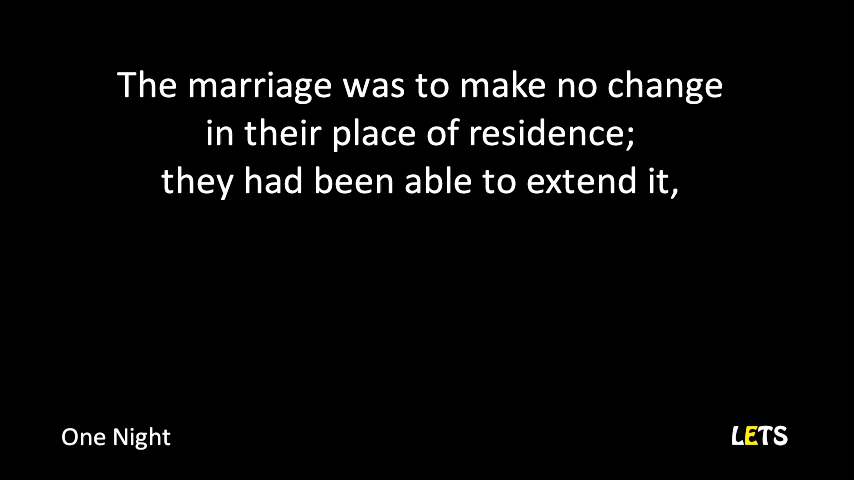 The marriage was to make no change
in their place of residence;
they had been able to extend it,
One Night
LETS